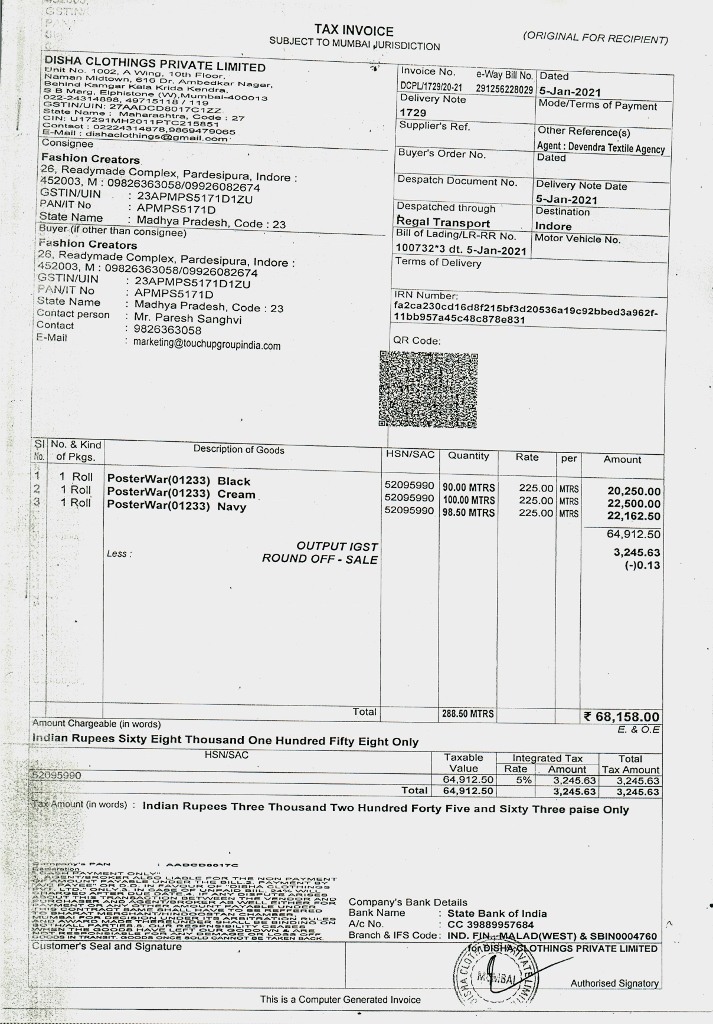 TAX INVOICE
SUBJECT TO MUMBAI JURISDICTION
(ORIGINAL FOR RECIPIENT)
DISHA CLOTHINGS PRIVATE LIMITED
Unit No. 1002, A Wing, 10th Floor,
Naman Midtown, 610 Dr. Ambedkar Nagar,
Behind Kamgar Kala Krida Kendra,
S B Marg, Elphistone (W), Mumbai-400013
022-24314898, 49715118 / 119
GSTIN/UIN: 27AADCD8017C1ZZ
State Name : Maharashtra, Code : 27
CIN: U17291MH2011PTC215851
Contact : 02224314878,9869479065
E-Mail : dishaclothings@gmail.com
Invoice No. e-Way Bill No. Dated
DCPL/1729/20-21 291256228029 5-Jan-2021
Delivery Note Mode/Terms of Payment
1729
Supplier's Ref. Other Reference(s)
Agent : Devendra Textile Agency
Buyer's Order No. Dated
Despatch Document No. Delivery Note Date
5-Jan-2021
Despatched through Destination
Regal Transport Indore
Bill of Lading/LR-RR No. Motor Vehicle No.
100732*3 dt. 5-Jan-2021
Terms of Delivery
IRN Number:
fa2ca230cd16d8f215bf3d20536a19c92bbed3a962f-
11bb957a45c48c878e831
QR Code:
Consignee
Fashion Creators
26, Readymade Complex, Pardesipura, Indore :
452003, M : 09826363058/09926082674
GSTIN/UIN : 23APMPS5171D1ZU
PAN/IT No : APMPS5171D
State Name : Madhya Pradesh, Code : 23
Buyer (if other than consignee)
Fashion Creators
26, Readymade Complex, Pardesipura, Indore :
452003, M : 09826363058/09926082674
GSTIN/UIN : 23APMPS5171D1ZU
PAN/IT No : APMPS5171D
State Name : Madhya Pradesh, Code : 23
Contact person : Mr. Paresh Sanghvi
Contact : 9826363058
E-Mail : marketing@touchupgroupindia.com
Sl No. No. & Kind of Pkgs. Description of Goods HSN/SAC Quantity Rate per Amount
1 1 Roll PosterWar(01233) Black 52095990 90.00 MTRS 225.00 MTRS 20,250.00
2 1 Roll PosterWar(01233) Cream 52095990 100.00 MTRS 225.00 MTRS 22,500.00
3 1 Roll PosterWar(01233) Navy 52095990 98.50 MTRS 225.00 MTRS 22,162.50
64,912.50
OUTPUT IGST 3,245.63
Less : ROUND OFF - SALE (-)0.13
Total 288.50 MTRS ₹ 68,158.00
Amount Chargeable (in words) E. & O.E
Indian Rupees Sixty Eight Thousand One Hundred Fifty Eight Only
HSN/SAC Taxable Value Integrated Tax Rate Amount Total Tax Amount
52095990 64,912.50 5% 3,245.63 3,245.63
Total 64,912.50 3,245.63 3,245.63
Tax Amount (in words) : Indian Rupees Three Thousand Two Hundred Forty Five and Sixty Three paise Only
Company's PAN : AADCD8017C
Company's Bank Details
Bank Name : State Bank of India
A/c No. : CC 39889957684
Branch & IFS Code : IND. FIN. MALAD(WEST) & SBIN0004760
Customer's Seal and Signature
for DISHA CLOTHINGS PRIVATE LIMITED
MUMBAI
Authorised Signatory
This is a Computer Generated Invoice